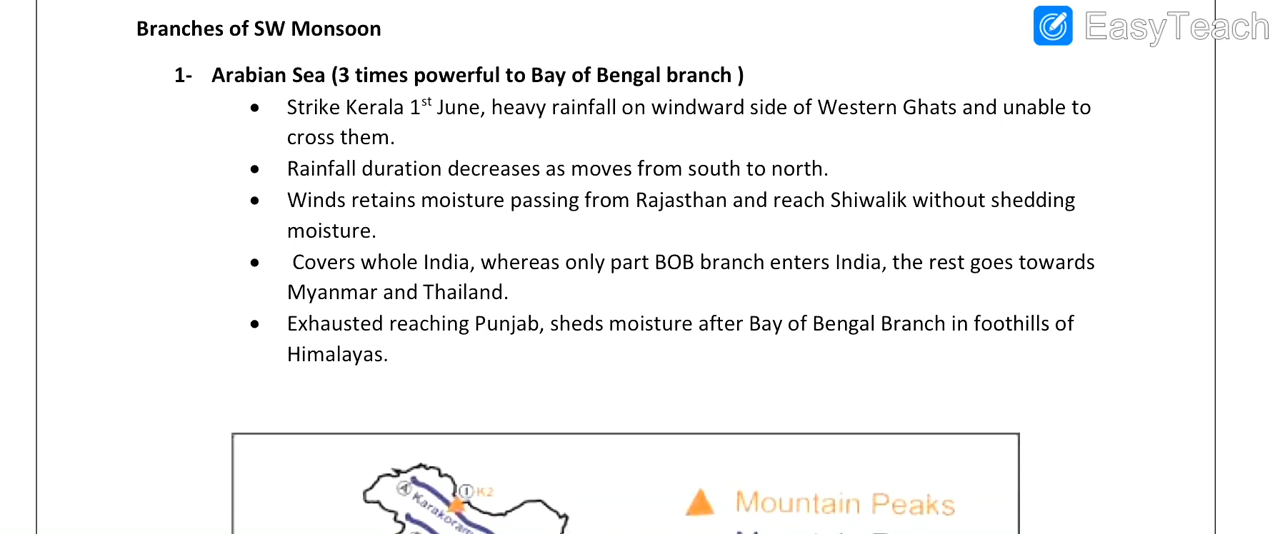 Branches of SW Monsoon
EasyTeach
1- Arabian Sea (3 times powerful to Bay of Bengal branch )
• Strike Kerala 1st June, heavy rainfall on windward side of Western Ghats and unable to
cross them.
• Rainfall duration decreases as moves from south to north.
• Winds retains moisture passing from Rajasthan and reach Shiwalik without shedding
moisture.
• Covers whole India, whereas only part BOB branch enters India, the rest goes towards
Myanmar and Thailand.
• Exhausted reaching Punjab, sheds moisture after Bay of Bengal Branch in foothills of
Himalayas.
1 K2
4 Karakoram
Mountain Peaks